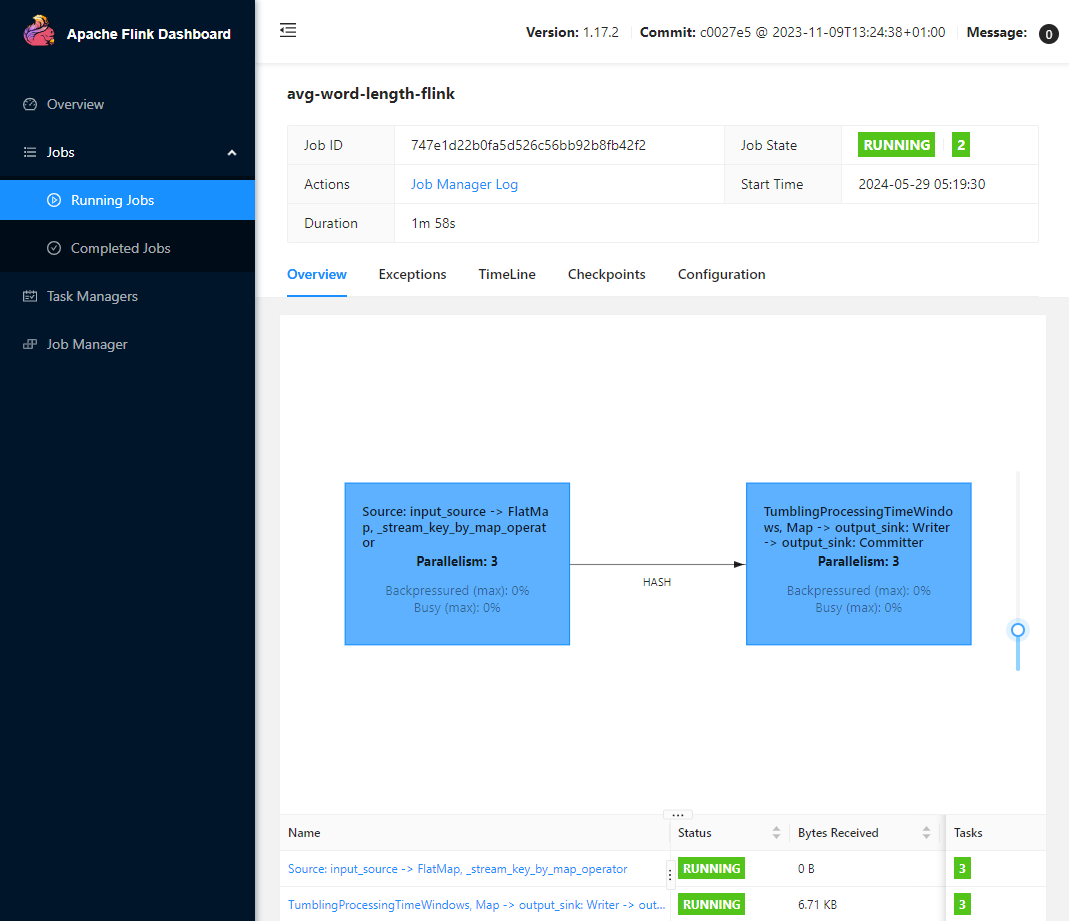 Apache Flink Dashboard
Version: 1.17.2 Commit: c0027e5 @ 2023-11-09T13:24:38+01:00 Message: 0
Overview
Jobs
Running Jobs
Completed Jobs
Task Managers
Job Manager
avg-word-length-flink
Job ID 747e1d22b0fa5d526c56bb92b8fb42f2 Job State RUNNING 2
Actions Job Manager Log Start Time 2024-05-29 05:19:30
Duration 1m 58s
Overview Exceptions TimeLine Checkpoints Configuration
Source: input_source -> FlatMa
p, _stream_key_by_map_operat
or
Parallelism: 3
Backpressured (max): 0%
Busy (max): 0%
HASH
TumblingProcessingTimeWindo
ws, Map -> output_sink: Writer
-> output_sink: Committer
Parallelism: 3
Backpressured (max): 0%
Busy (max): 0%
Name Status Bytes Received Tasks
Source: input_source -> FlatMap, _stream_key_by_map_operator RUNNING 0 B 3
TumblingProcessingTimeWindows, Map -> output_sink: Writer -> out... RUNNING 6.71 KB 3